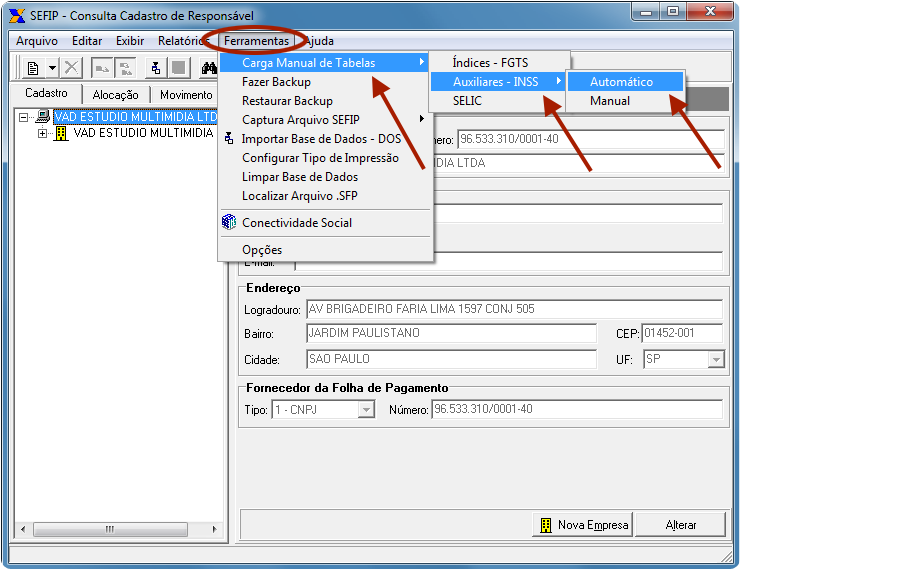 SEFIP - Consulta Cadastro de Responsável
Arquivo Editar Exibir Relatórios Ferramentas Ajuda
Carga Manual de Tabelas
Fazer Backup
Restaurar Backup
Captura Arquivo SEFIP
Importar Base de Dados - DOS
Configurar Tipo de Impressão
Limpar Base de Dados
Localizar Arquivo .SFP
Conectividade Social
Opções
Índices - FGTS
Auxiliares - INSS
SELIC
Automático
Manual
Cadastro Alocação Movimento
VAD ESTUDIO MULTIMIDIA LTD
VAD ESTUDIO MULTIMIDIA
ero: 96.533.310/0001-40
DIA LTDA
E-mail:
Endereço
Logradouro: AV BRIGADEIRO FARIA LIMA 1597 CONJ 505
Bairro: JARDIM PAULISTANO CEP: 01452-001
Cidade: SAO PAULO UF: SP
Fornecedor da Folha de Pagamento
Tipo: 1 - CNPJ Número: 96.533.310/0001-40
Nova Empresa Alterar